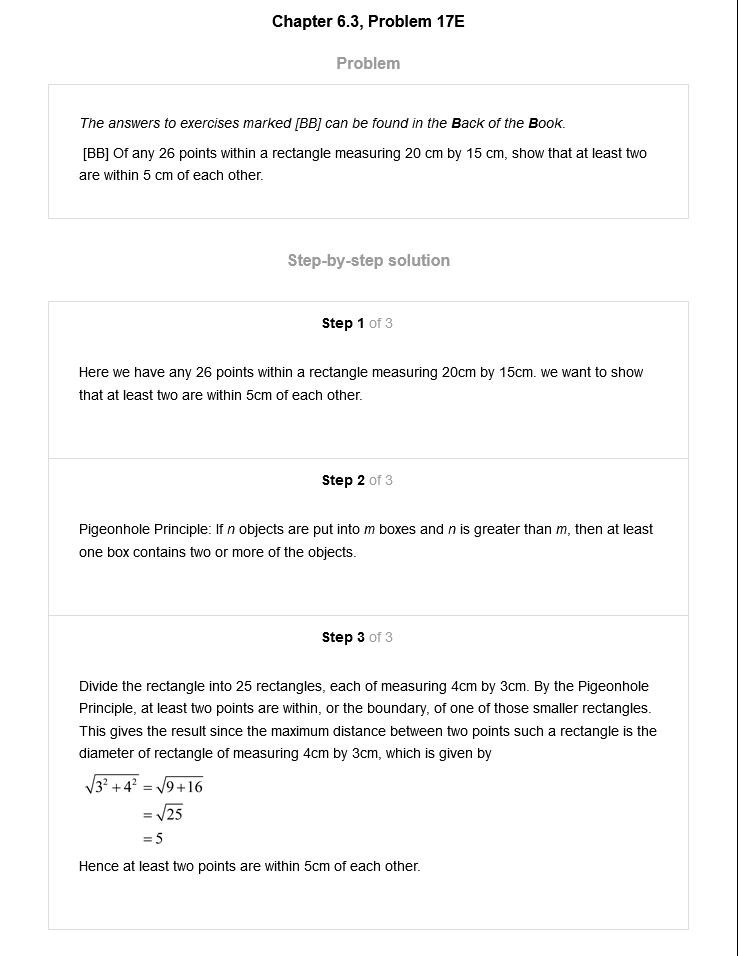 Chapter 6.3, Problem 17E
Problem
The answers to exercises marked [BB] can be found in the Back of the Book.
[BB] Of any 26 points within a rectangle measuring 20 cm by 15 cm, show that at least two
are within 5 cm of each other.
Step-by-step solution
Step 1 of 3
Here we have any 26 points within a rectangle measuring 20cm by 15cm. we want to show
that at least two are within 5cm of each other.
Step 2 of 3
Pigeonhole Principle: If n objects are put into m boxes and n is greater than m, then at least
one box contains two or more of the objects.
Step 3 of 3
Divide the rectangle into 25 rectangles, each of measuring 4cm by 3cm. By the Pigeonhole
Principle, at least two points are within, or the boundary, of one of those smaller rectangles.
This gives the result since the maximum distance between two points such a rectangle is the
diameter of rectangle of measuring 4cm by 3cm, which is given by
√3² + 4² = √9+16
= √25
= 5
Hence at least two points are within 5cm of each other.